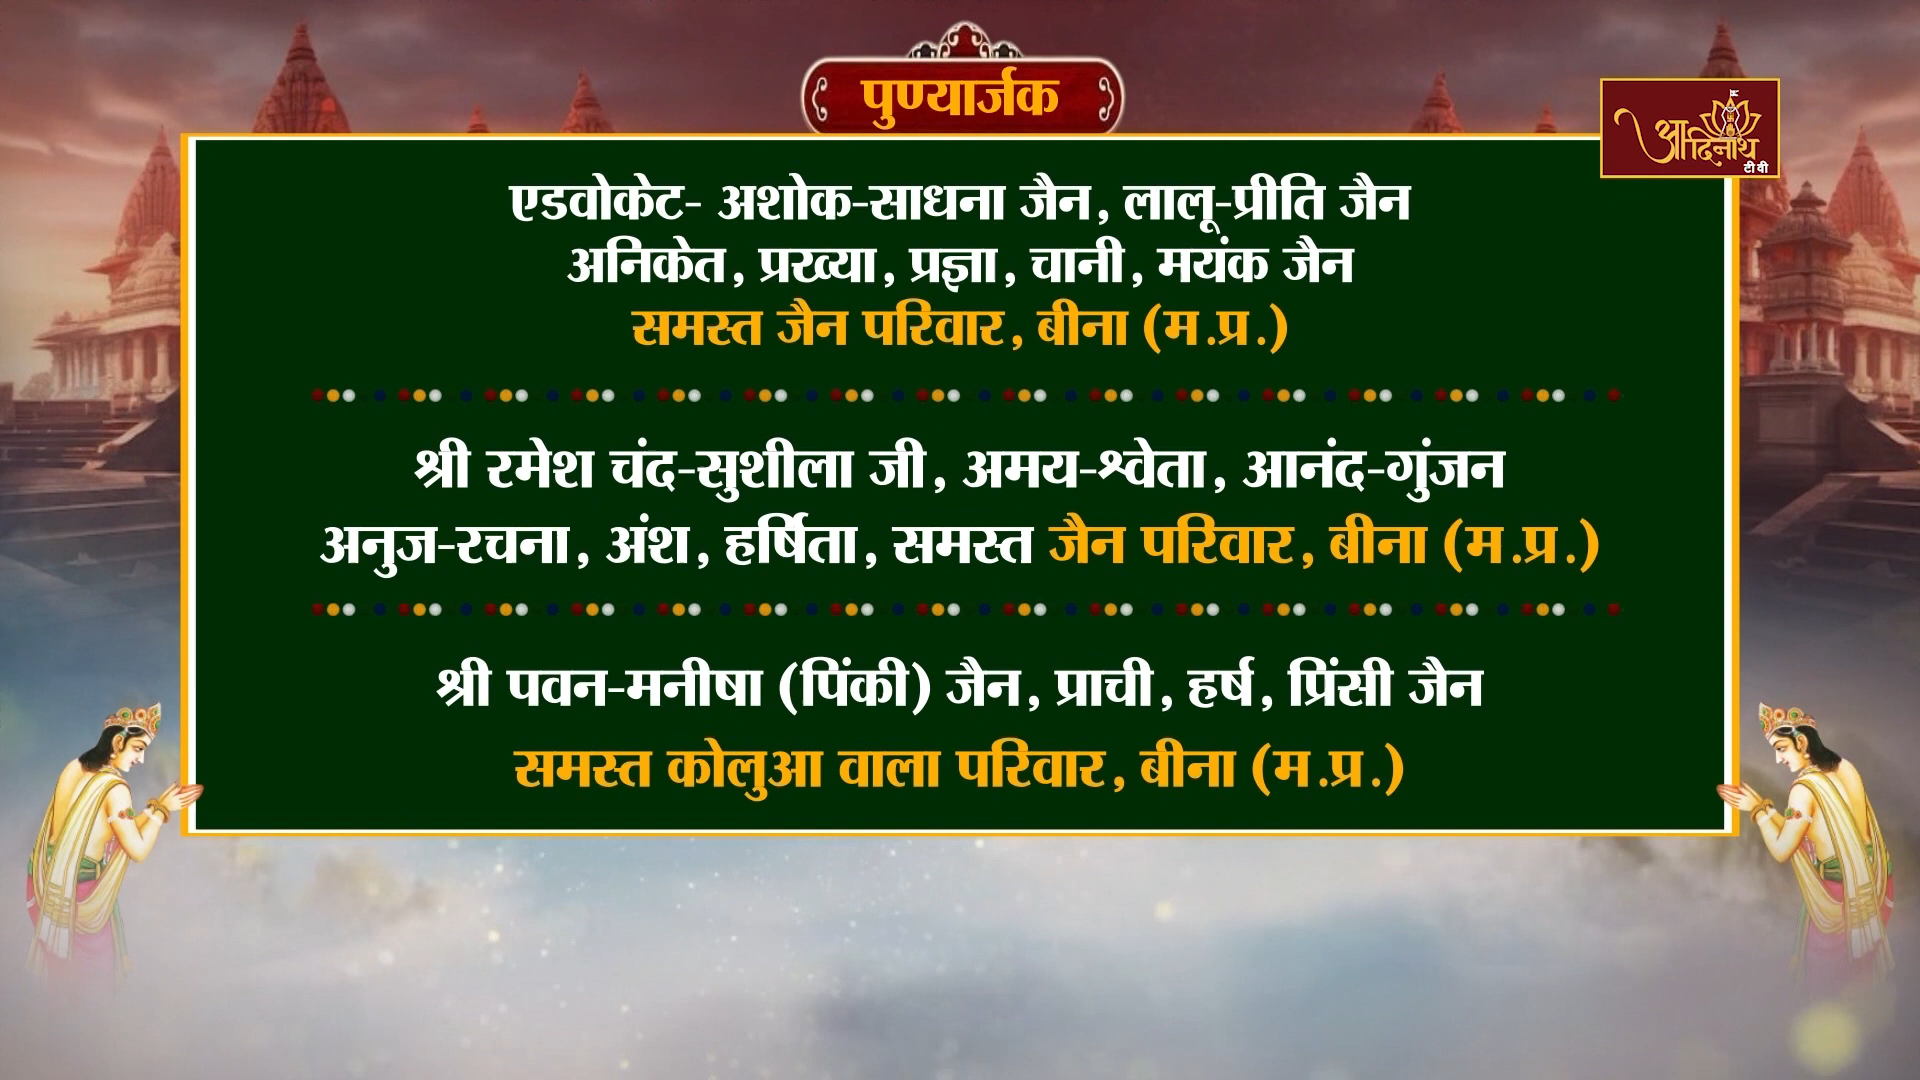 पुण्यार्जक
आदिनाथ
टीवी
एडवोकेट- अशोक-साधना जैन, लालू-प्रीति जैन
अनिकेत, प्रख्या, प्रज्ञा, चानी, मयंक जैन
समस्त जैन परिवार, बीना (म.प्र.)
श्री रमेश चंद-सुशीला जी, अमय-श्वेता, आनंद-गुंजन
अनुज-रचना, अंश, हर्षिता, समस्त जैन परिवार, बीना (म.प्र.)
श्री पवन-मनीषा (पिंकी) जैन, प्राची, हर्ष, प्रिंसी जैन
समस्त कोलुआ वाला परिवार, बीना (म.प्र.)